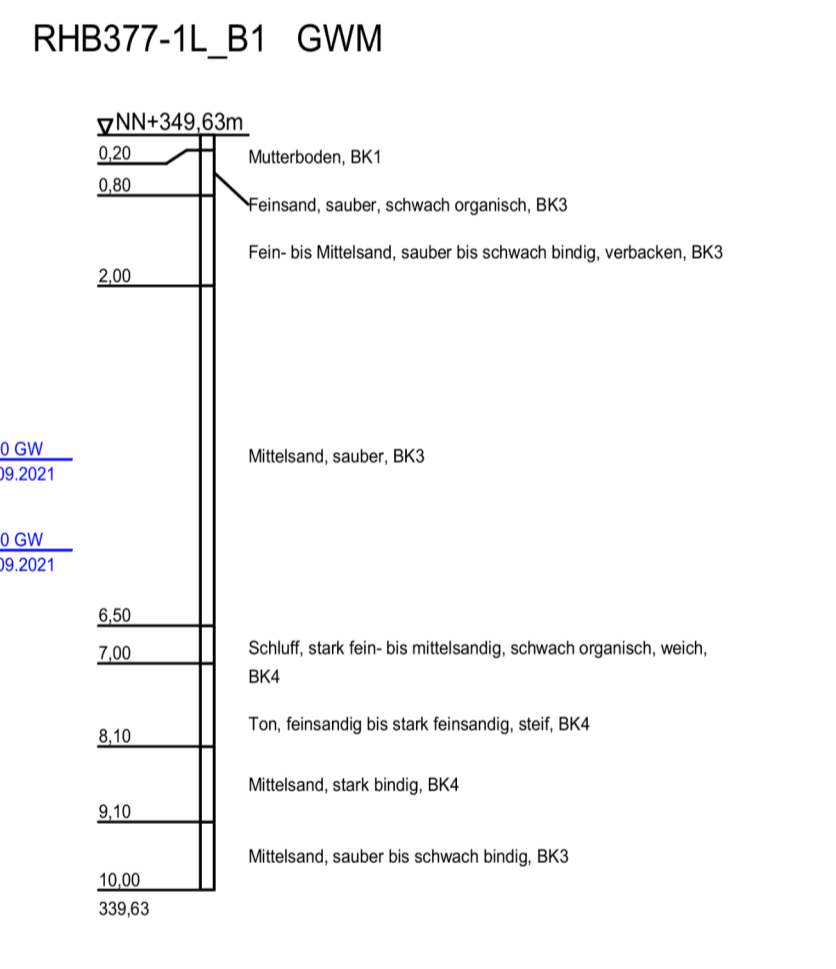 RHB377-1L_B1 GWM
NN+349,63m
0,20
Mutterboden, BK1
0,80
Feinsand, sauber, schwach organisch, BK3
Fein- bis Mittelsand, sauber bis schwach bindig, verbacken, BK3
2,00
0 GW
09.2021
Mittelsand, sauber, BK3
0 GW
09.2021
6,50
7,00
Schluff, stark fein- bis mittelsandig, schwach organisch, weich,
BK4
Ton, feinsandig bis stark feinsandig, steif, BK4
8,10
Mittelsand, stark bindig, BK4
9,10
Mittelsand, sauber bis schwach bindig, BK3
10,00
339,63